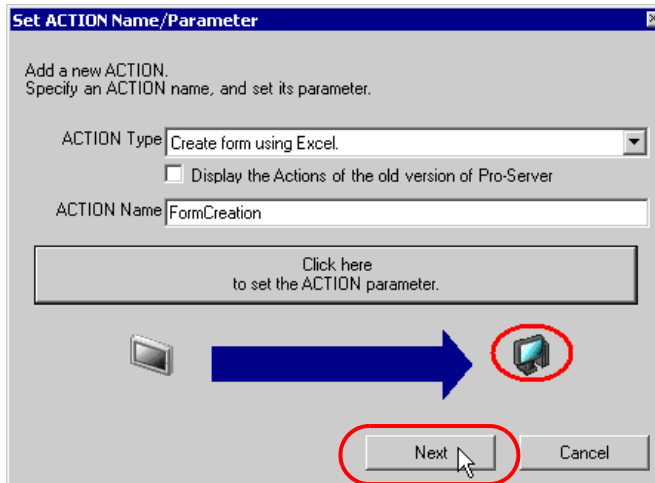 Set ACTION Name/Parameter
Add a new ACTION.
Specify an ACTION name, and set its parameter.
ACTION Type Create form using Excel.
Display the Actions of the old version of Pro-Server
ACTION Name FormCreation
Click here
to set the ACTION parameter.
Next Cancel